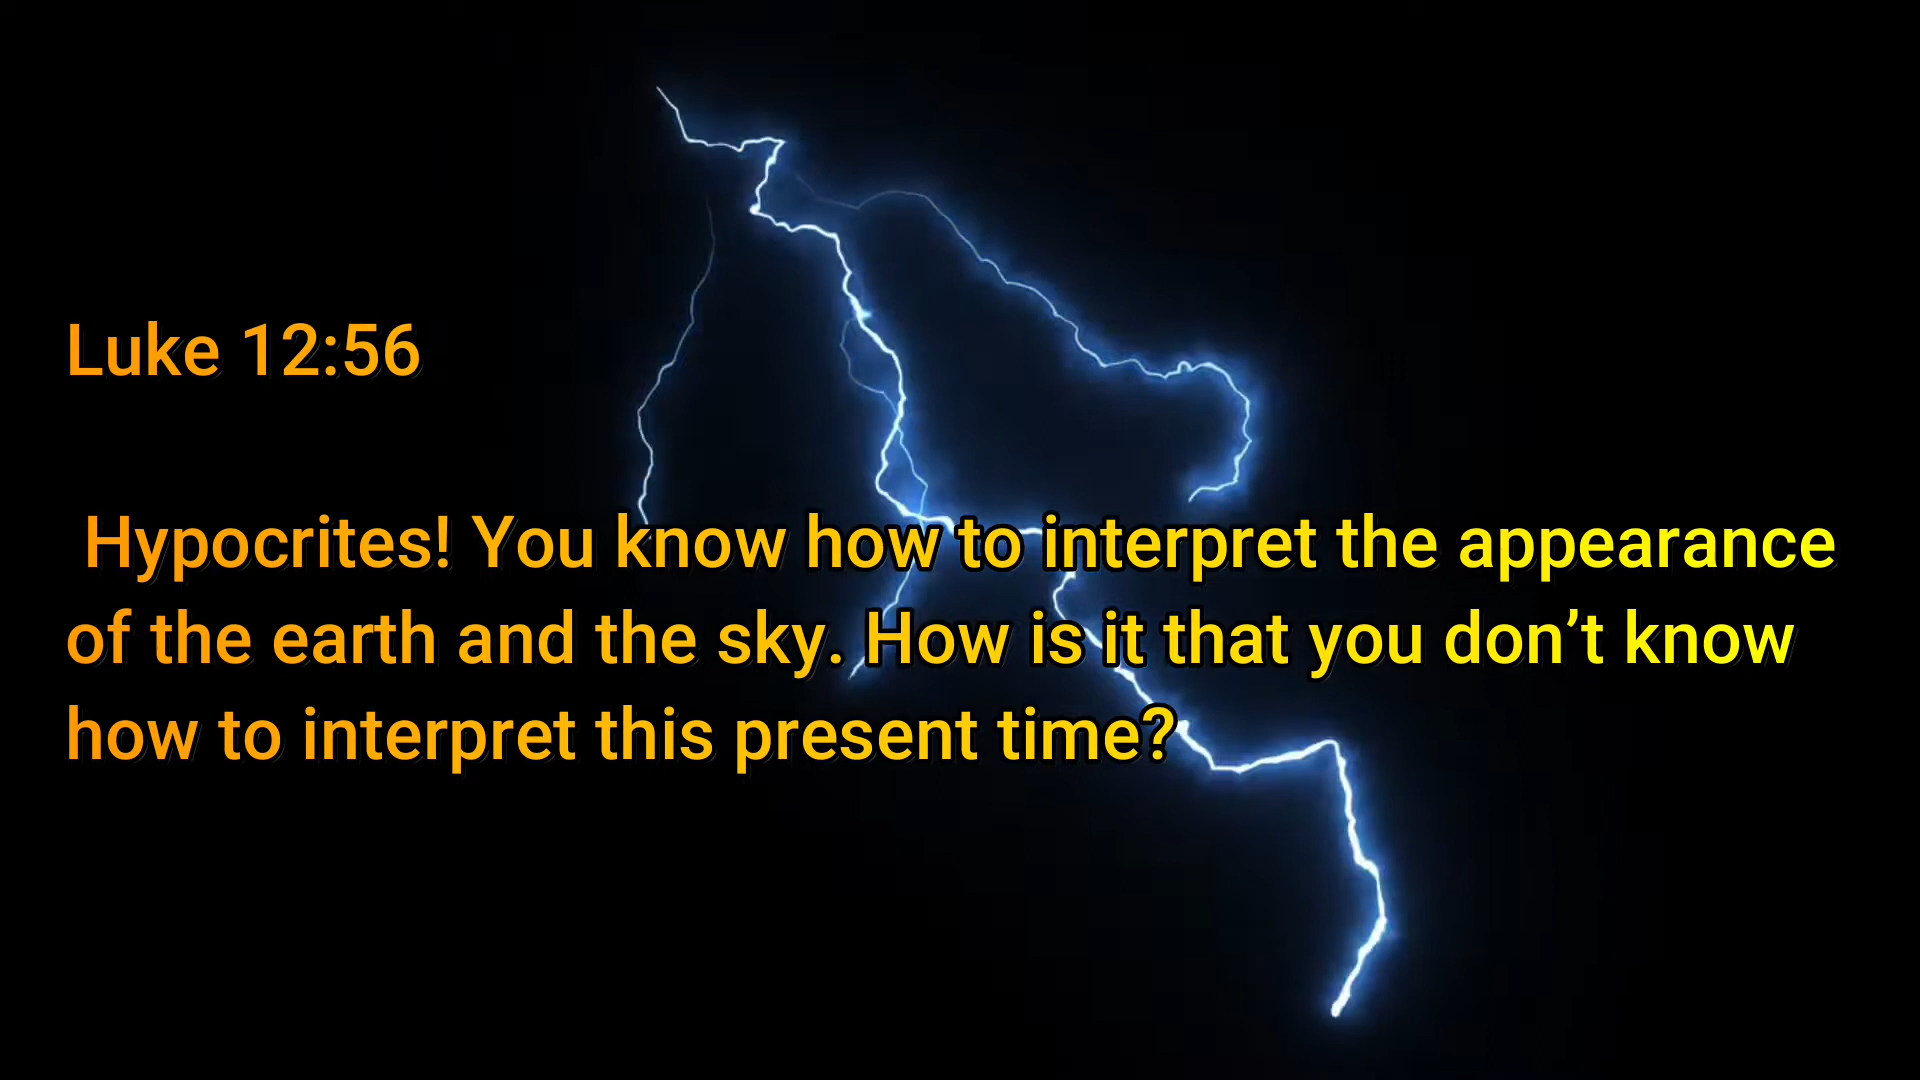 Luke 12:56
Hypocrites! You know how to interpret the appearance
of the earth and the sky. How is it that you don’t know
how to interpret this present time?